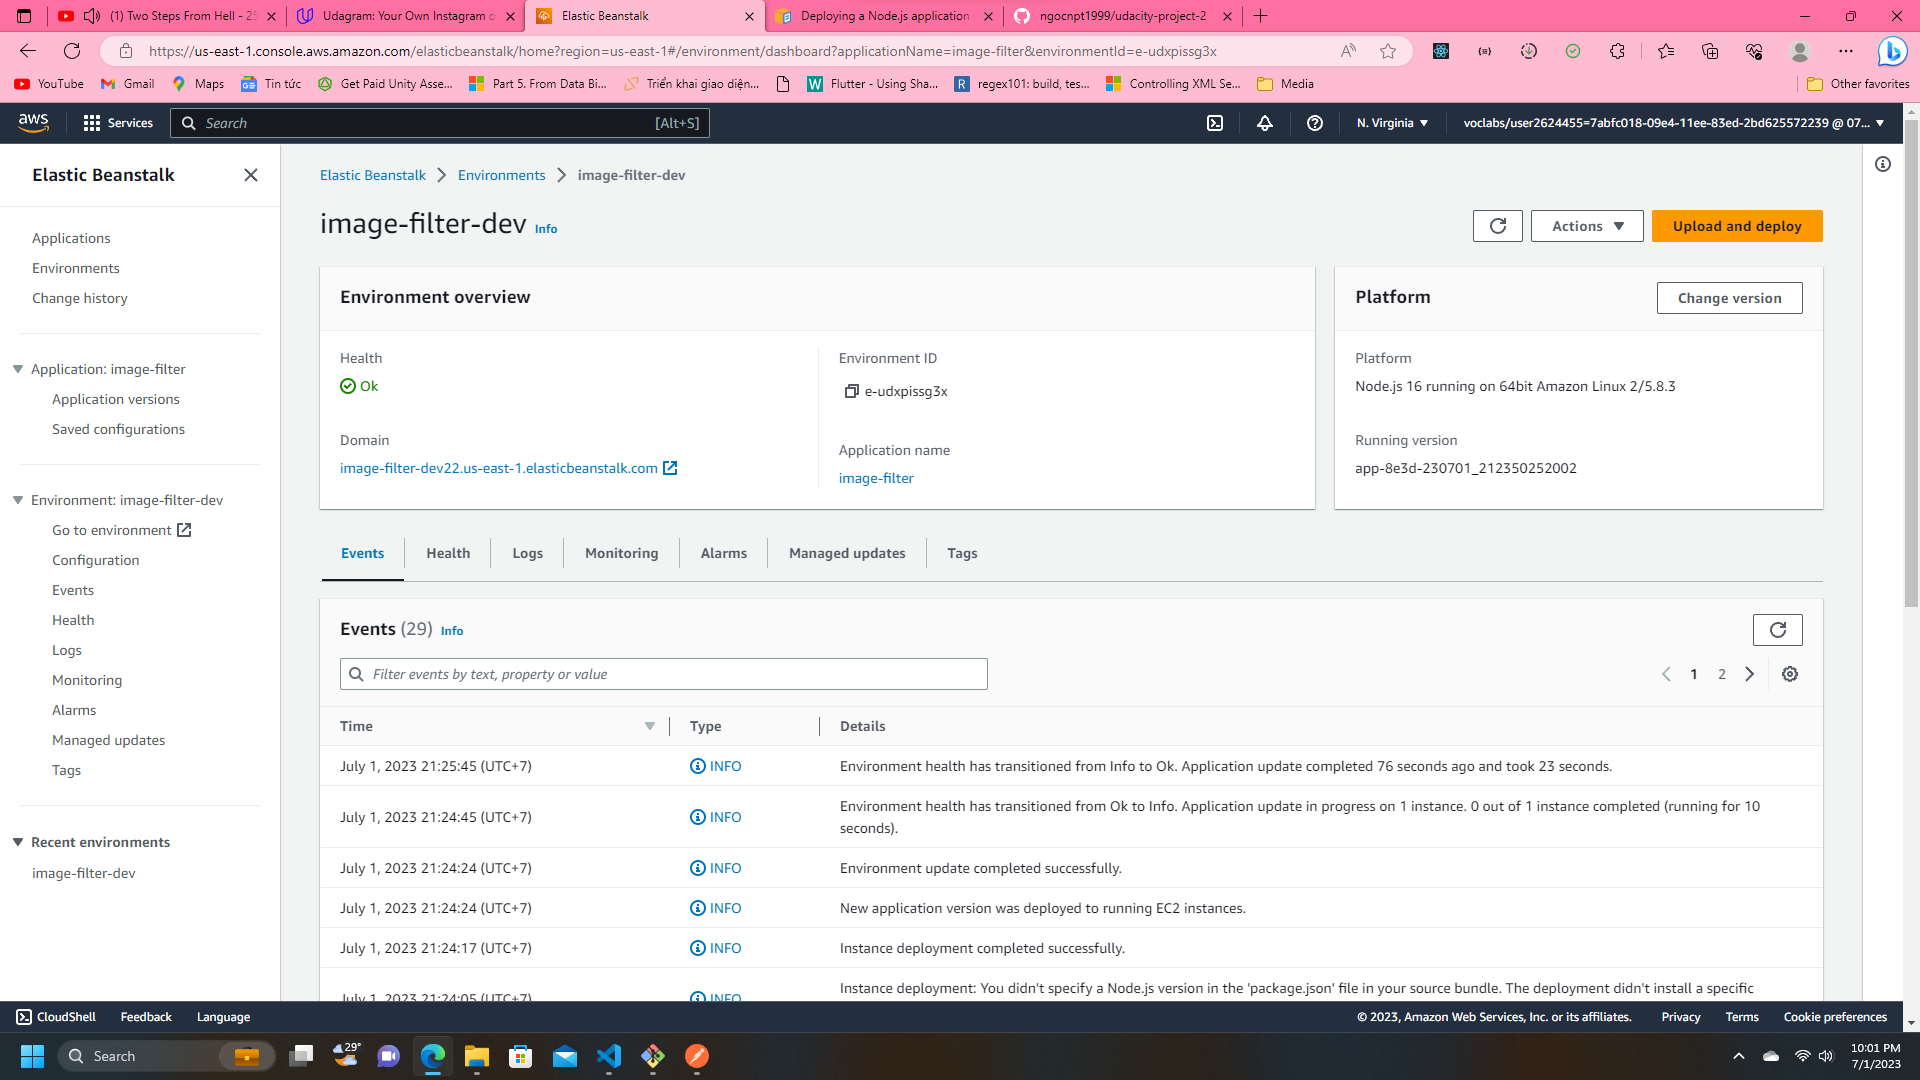 (1) Two Steps From Hell - 25
Udagram: Your Own Instagram o
Elastic Beanstalk
Deploying a Node.js application
ngocnpt1999/udacity-project-2
https://us-east-1.console.aws.amazon.com/elasticbeanstalk/home?region=us-east-1#/environment/dashboard?applicationName=image-filter&environmentId=e-udxpissg3x
YouTube
Gmail
Maps
Tin tức
Get Paid Unity Asse...
Part 5. From Data Bi...
Triển khai giao diện...
Flutter - Using Sha...
regex101: build, tes...
Controlling XML Se...
Media
Other favorites
aws
Services
Search
[Alt+S]
N. Virginia
voclabs/user2624455=7abfc018-09e4-11ee-83ed-2bd625572239 @ 07...
Elastic Beanstalk
Applications
Environments
Change history
Application: image-filter
Application versions
Saved configurations
Environment: image-filter-dev
Go to environment
Configuration
Events
Health
Logs
Monitoring
Alarms
Managed updates
Tags
Recent environments
image-filter-dev
Elastic Beanstalk
Environments
image-filter-dev
image-filter-dev Info
Actions
Upload and deploy
Environment overview
Health
Ok
Domain
image-filter-dev22.us-east-1.elasticbeanstalk.com
Environment ID
e-udxpissg3x
Application name
image-filter
Platform
Change version
Platform
Node.js 16 running on 64bit Amazon Linux 2/5.8.3
Running version
app-8e3d-230701_212350252002
Events
Health
Logs
Monitoring
Alarms
Managed updates
Tags
Events (29) Info
Filter events by text, property or value
1
2
Time
Type
Details
July 1, 2023 21:25:45 (UTC+7)
INFO
Environment health has transitioned from Info to Ok. Application update completed 76 seconds ago and took 23 seconds.
July 1, 2023 21:24:45 (UTC+7)
INFO
Environment health has transitioned from Ok to Info. Application update in progress on 1 instance. 0 out of 1 instance completed (running for 10
seconds).
July 1, 2023 21:24:24 (UTC+7)
INFO
Environment update completed successfully.
July 1, 2023 21:24:24 (UTC+7)
INFO
New application version was deployed to running EC2 instances.
July 1, 2023 21:24:17 (UTC+7)
INFO
Instance deployment completed successfully.
July 1, 2023 21:24:05 (UTC+7)
INFO
Instance deployment: You didn't specify a Node.js version in the 'package.json' file in your source bundle. The deployment didn't install a specific
CloudShell
Feedback
Language
© 2023, Amazon Web Services, Inc. or its affiliates.
Privacy
Terms
Cookie preferences
Search
29°
10:01 PM
7/1/2023